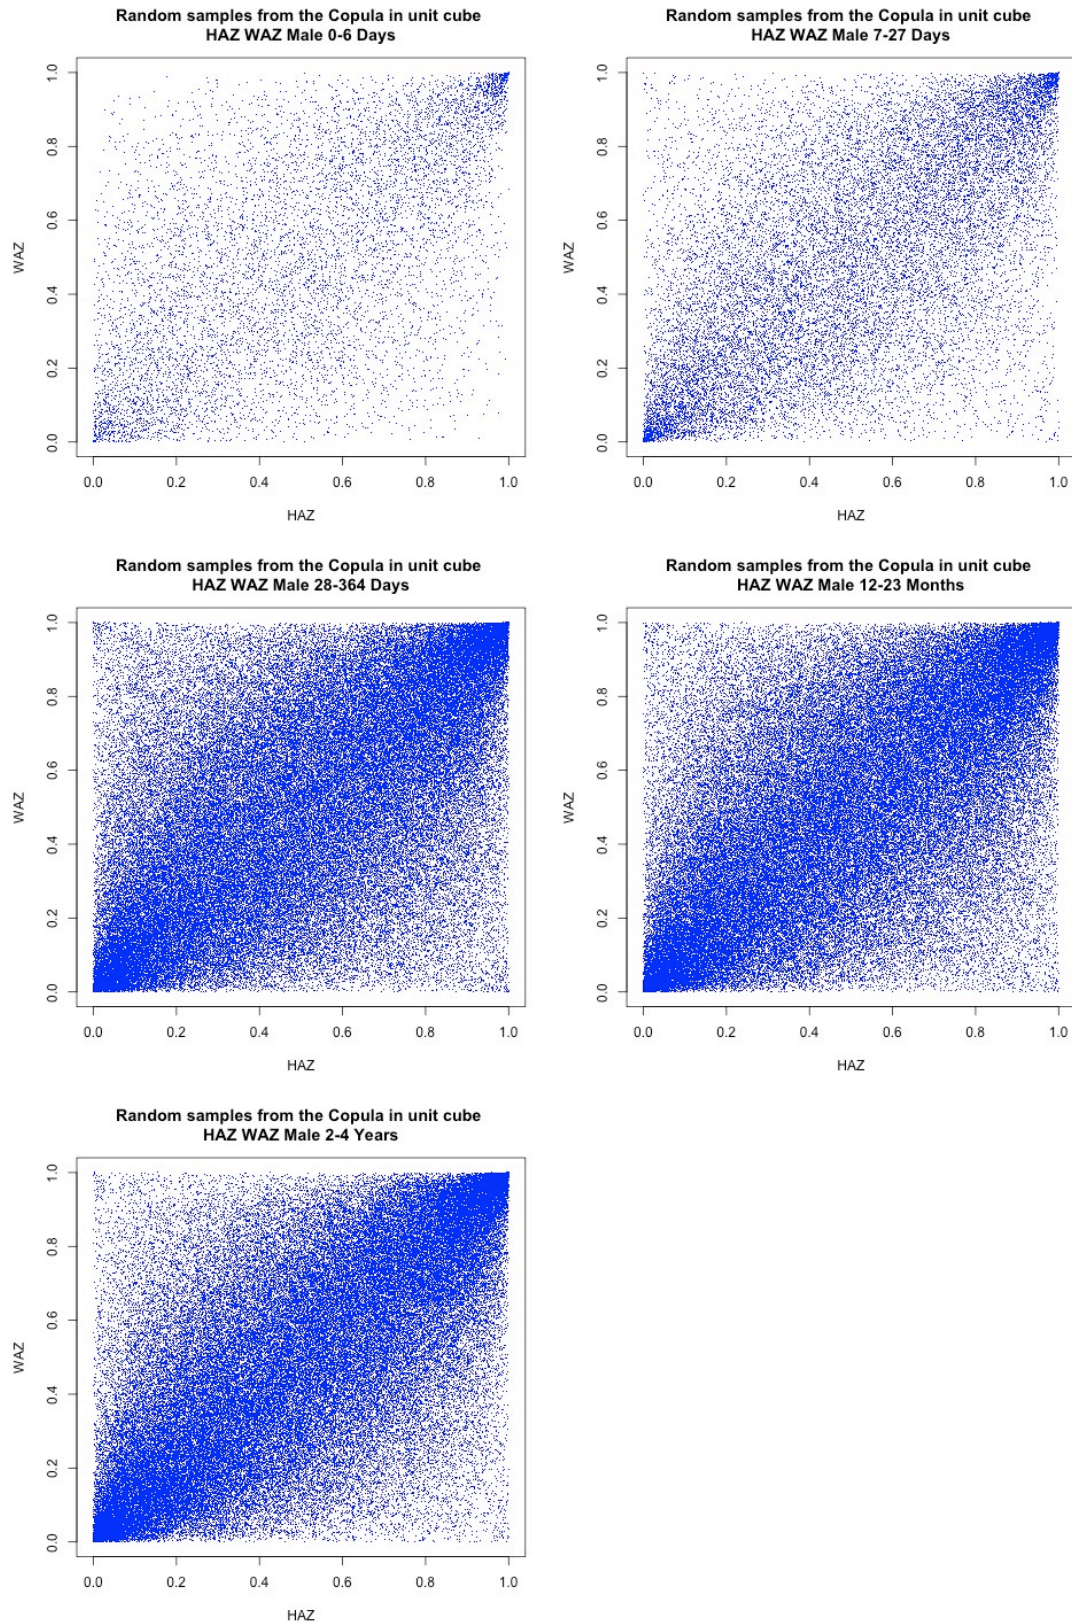 Random samples from the Copula in unit cube
HAZ WAZ Male 0-6 Days
WAZ
1.0
0.8
0.6
0.4
0.2
0.0
0.0 0.2 0.4 0.6 0.8 1.0
HAZ
Random samples from the Copula in unit cube
HAZ WAZ Male 7-27 Days
WAZ
1.0
0.8
0.6
0.4
0.2
0.0
0.0 0.2 0.4 0.6 0.8 1.0
HAZ
Random samples from the Copula in unit cube
HAZ WAZ Male 28-364 Days
WAZ
1.0
0.8
0.6
0.4
0.2
0.0
0.0 0.2 0.4 0.6 0.8 1.0
HAZ
Random samples from the Copula in unit cube
HAZ WAZ Male 12-23 Months
WAZ
1.0
0.8
0.6
0.4
0.2
0.0
0.0 0.2 0.4 0.6 0.8 1.0
HAZ
Random samples from the Copula in unit cube
HAZ WAZ Male 2-4 Years
WAZ
1.0
0.8
0.6
0.4
0.2
0.0
0.0 0.2 0.4 0.6 0.8 1.0
HAZ